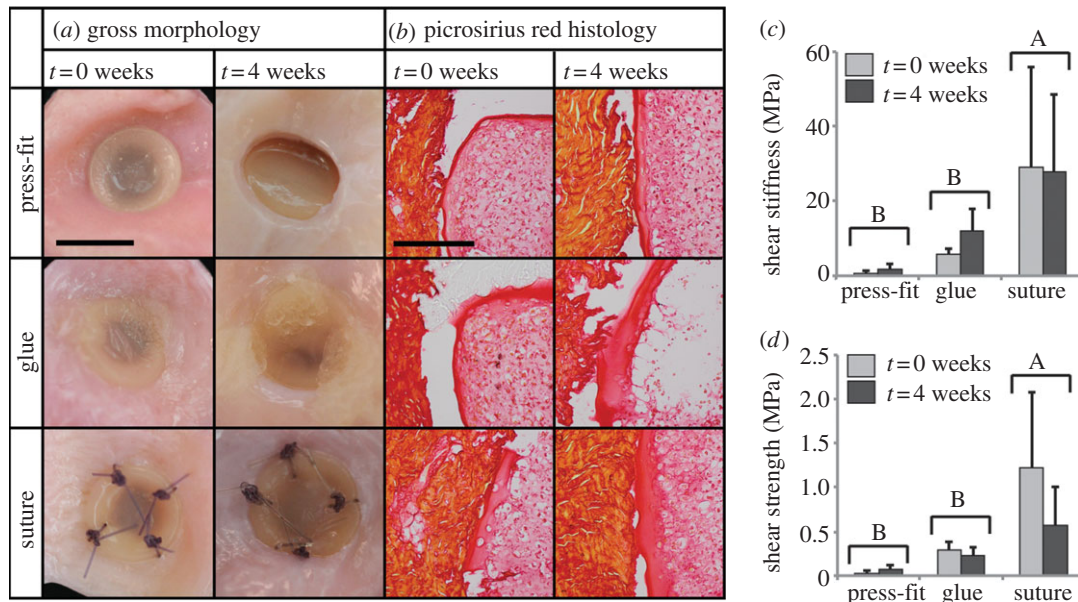 (a) gross morphology
(b) picrosirius red histology
t=0 weeks
t=4 weeks
t=0 weeks
t=4 weeks
press-fit
glue
suture
(c)
shear stiffness (MPa)
60
40
20
0
t=0 weeks
t=4 weeks
B
B
A
press-fit
glue
suture
(d)
shear strength (MPa)
2.5
2.0
1.5
1.0
0.5
0
t=0 weeks
t=4 weeks
B
B
A
press-fit
glue
suture